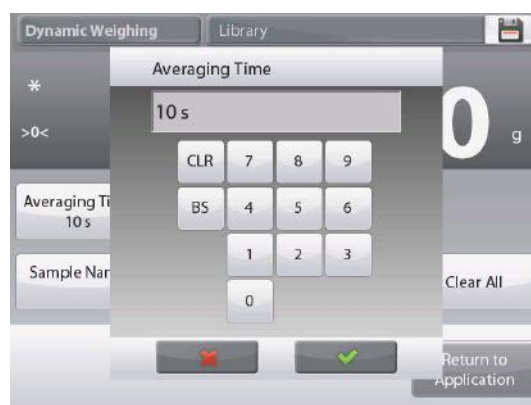 Dynamic Weighing
Library
Averaging Time
*
10 s
>0<
0
g
CLR 7 8 9
Averaging Ti
10 s
BS 4 5 6
1 2 3
Sample Nar
Clear All
0
Return to
Application